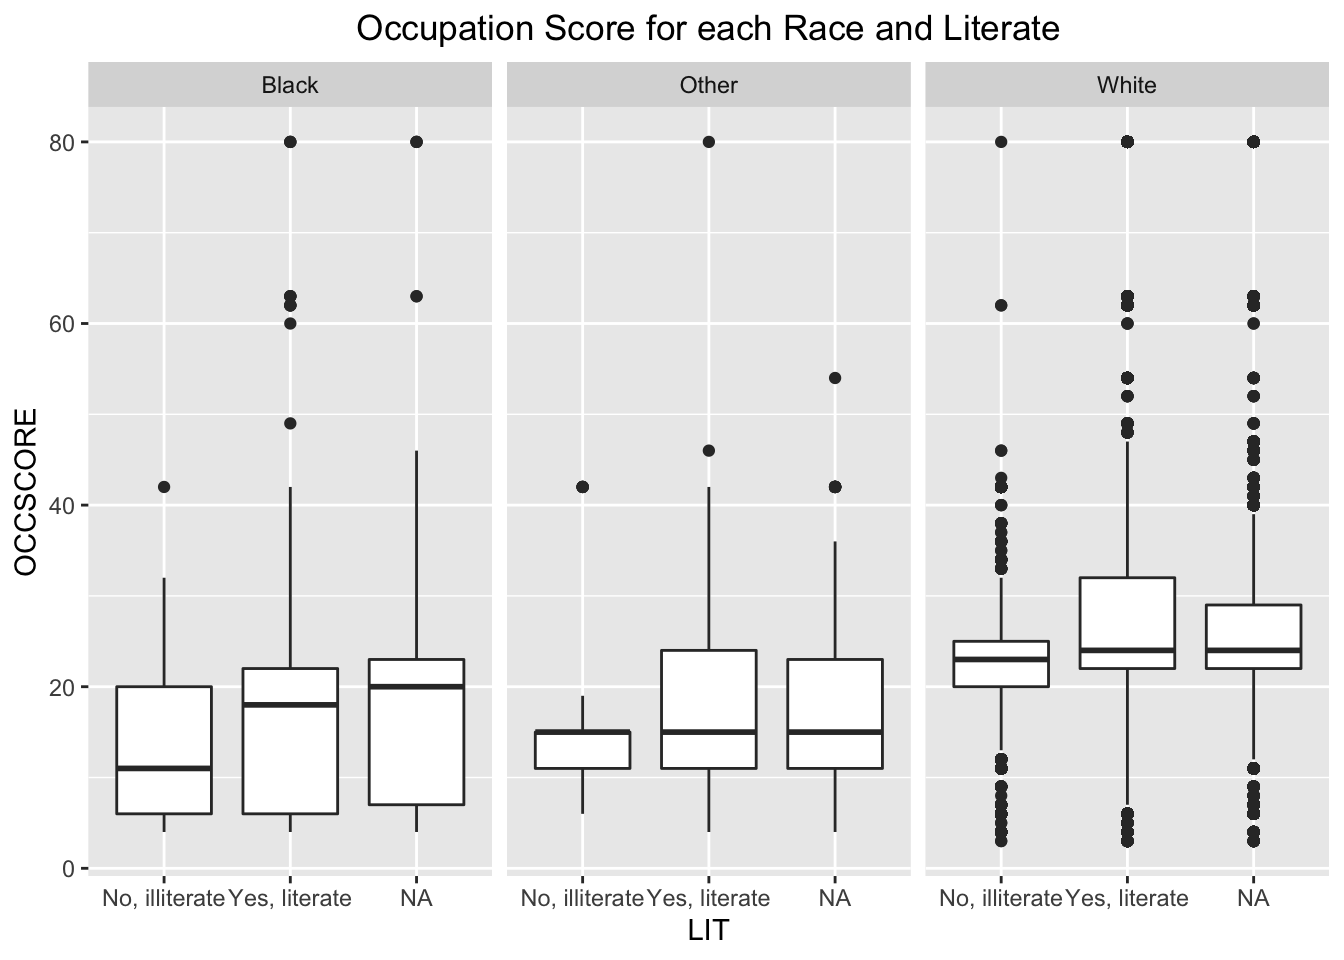 Occupation Score for each Race and Literate
Black
Other
White
80
60
40
20
0
OCCSCORE
No, illiterate Yes, literate NA
No, illiterate Yes, literate NA
No, illiterate Yes, literate NA
LIT